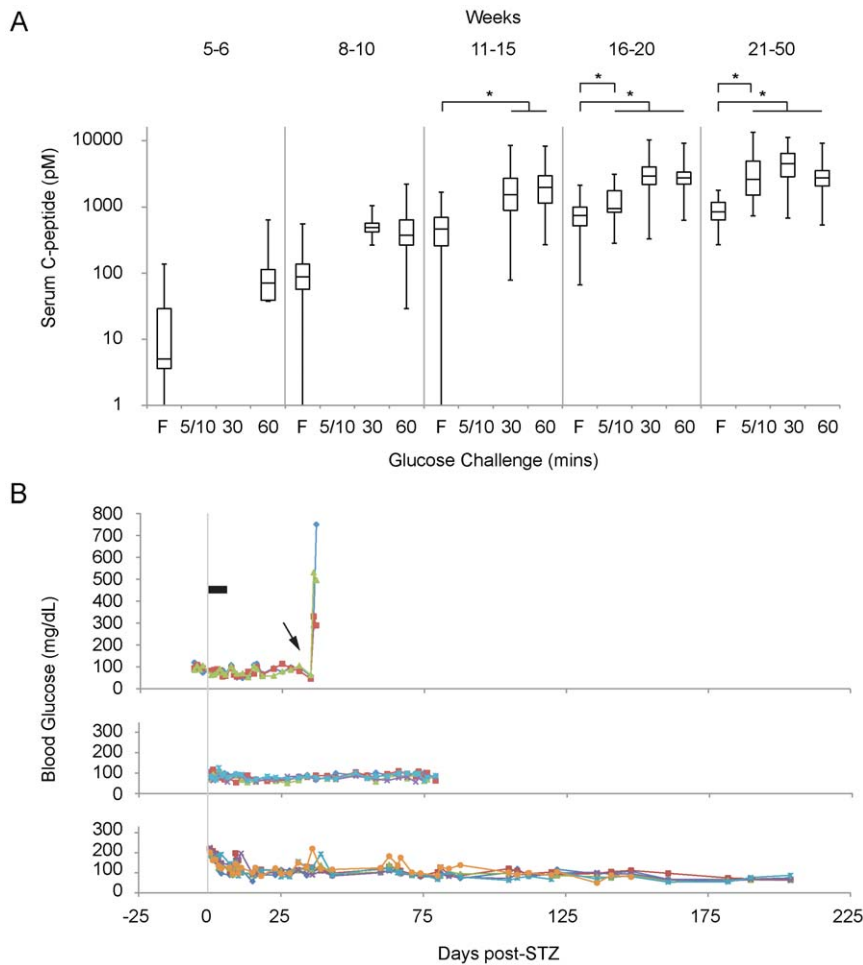 A
Weeks
5-6 8-10 11-15 16-20 21-50
* * * * *
Serum C-peptide (pM)
10000
1000
100
10
1
F 5/10 30 60 F 5/10 30 60 F 5/10 30 60 F 5/10 30 60 F 5/10 30 60
Glucose Challenge (mins)
B
Blood Glucose (mg/dL)
800
700
600
500
400
300
200
100
0
300
200
100
0
300
200
100
0
-25 0 25 75 125 175 225
Days post-STZ